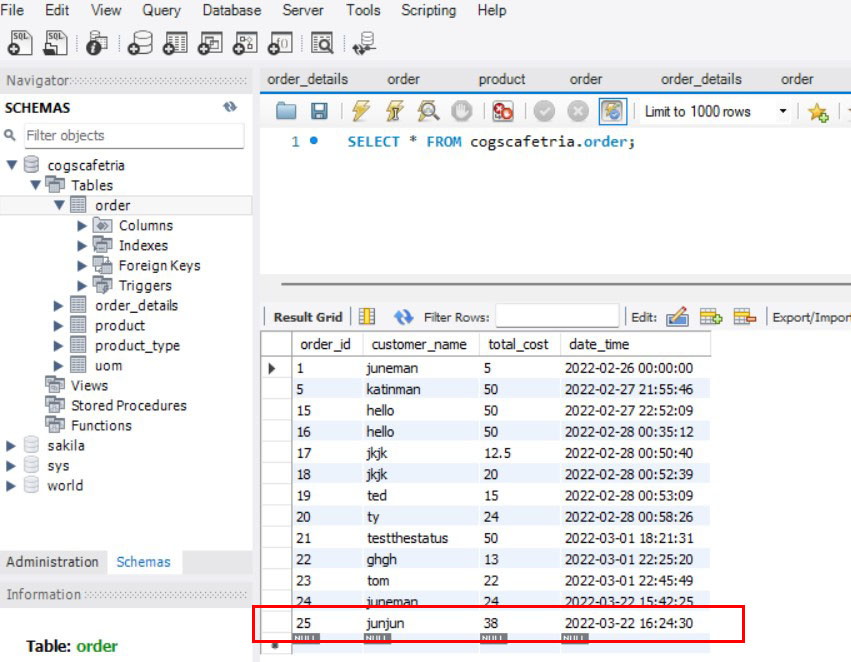 File Edit View Query Database Server Tools Scripting Help
Navigator
SCHEMAS
Filter objects
cogscafetria
Tables
order
Columns
Indexes
Foreign Keys
Triggers
order_details
product
product_type
uom
Views
Stored Procedures
Functions
sakila
sys
world
Administration Schemas
Information
Table: order
order_details order product order order_details order
Limit to 1000 rows
1 SELECT * FROM cogscafetria.order;
Result Grid Filter Rows: Edit: Export/Import
order_id customer_name total_cost date_time
1 juneman 5 2022-02-26 00:00:00
5 katinman 50 2022-02-27 21:55:46
15 hello 50 2022-02-27 22:52:09
16 hello 50 2022-02-28 00:35:12
17 jkjk 12.5 2022-02-28 00:50:40
18 jkjk 20 2022-02-28 00:52:39
19 ted 15 2022-02-28 00:53:09
20 ty 24 2022-02-28 00:58:26
21 testthestatus 50 2022-03-01 18:21:31
22 ghgh 13 2022-03-01 22:25:20
23 tom 22 2022-03-01 22:45:49
24 juneman 24 2022-03-22 15:42:25
25 junjun 38 2022-03-22 16:24:30
NULL NULL NULL NULL